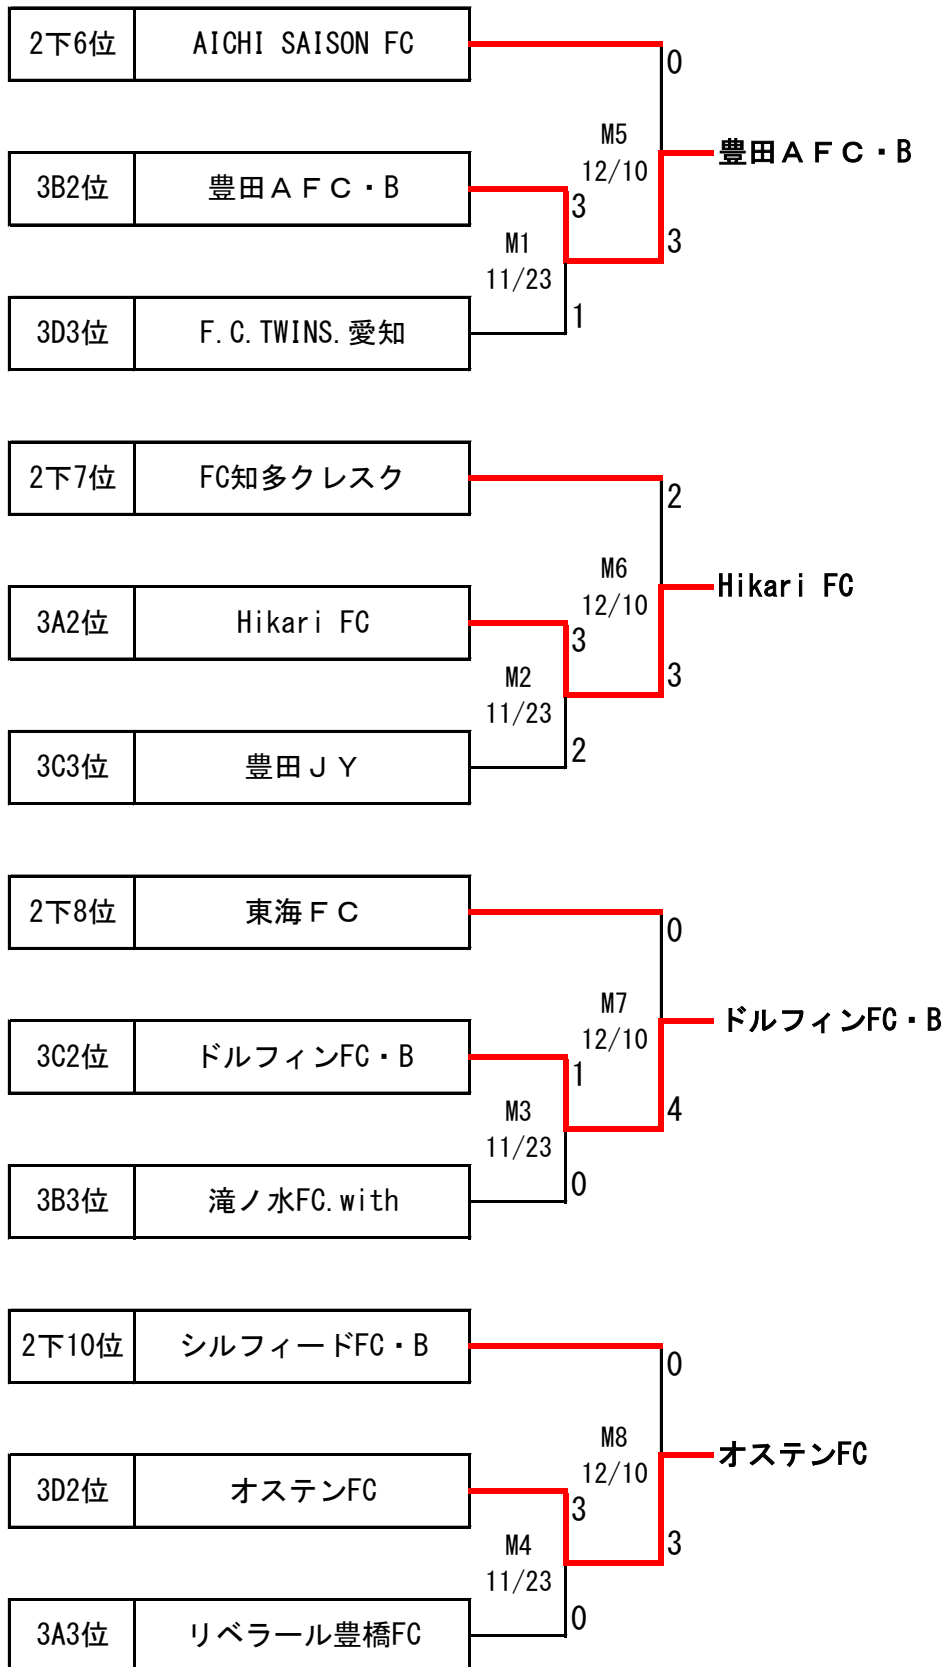 2下6位 AICHI SAISON FC
0
M5
12/10
豊田ＡＦＣ・B
3B2位 豊田ＡＦＣ・B
3
M1
11/23
3
1
3D3位 F.C.TWINS.愛知
2下7位 FC知多クレスク
2
M6
12/10
Hikari FC
3A2位 Hikari FC
3
M2
11/23
3
2
3C3位 豊田ＪＹ
2下8位 東海ＦＣ
0
M7
12/10
ドルフィンFC・B
3C2位 ドルフィンFC・B
1
M3
11/23
4
0
3B3位 滝ノ水FC.with
2下10位 シルフィードFC・B
0
M8
12/10
オステンFC
3D2位 オステンFC
3
M4
11/23
3
0
3A3位 リベラール豊橋FC